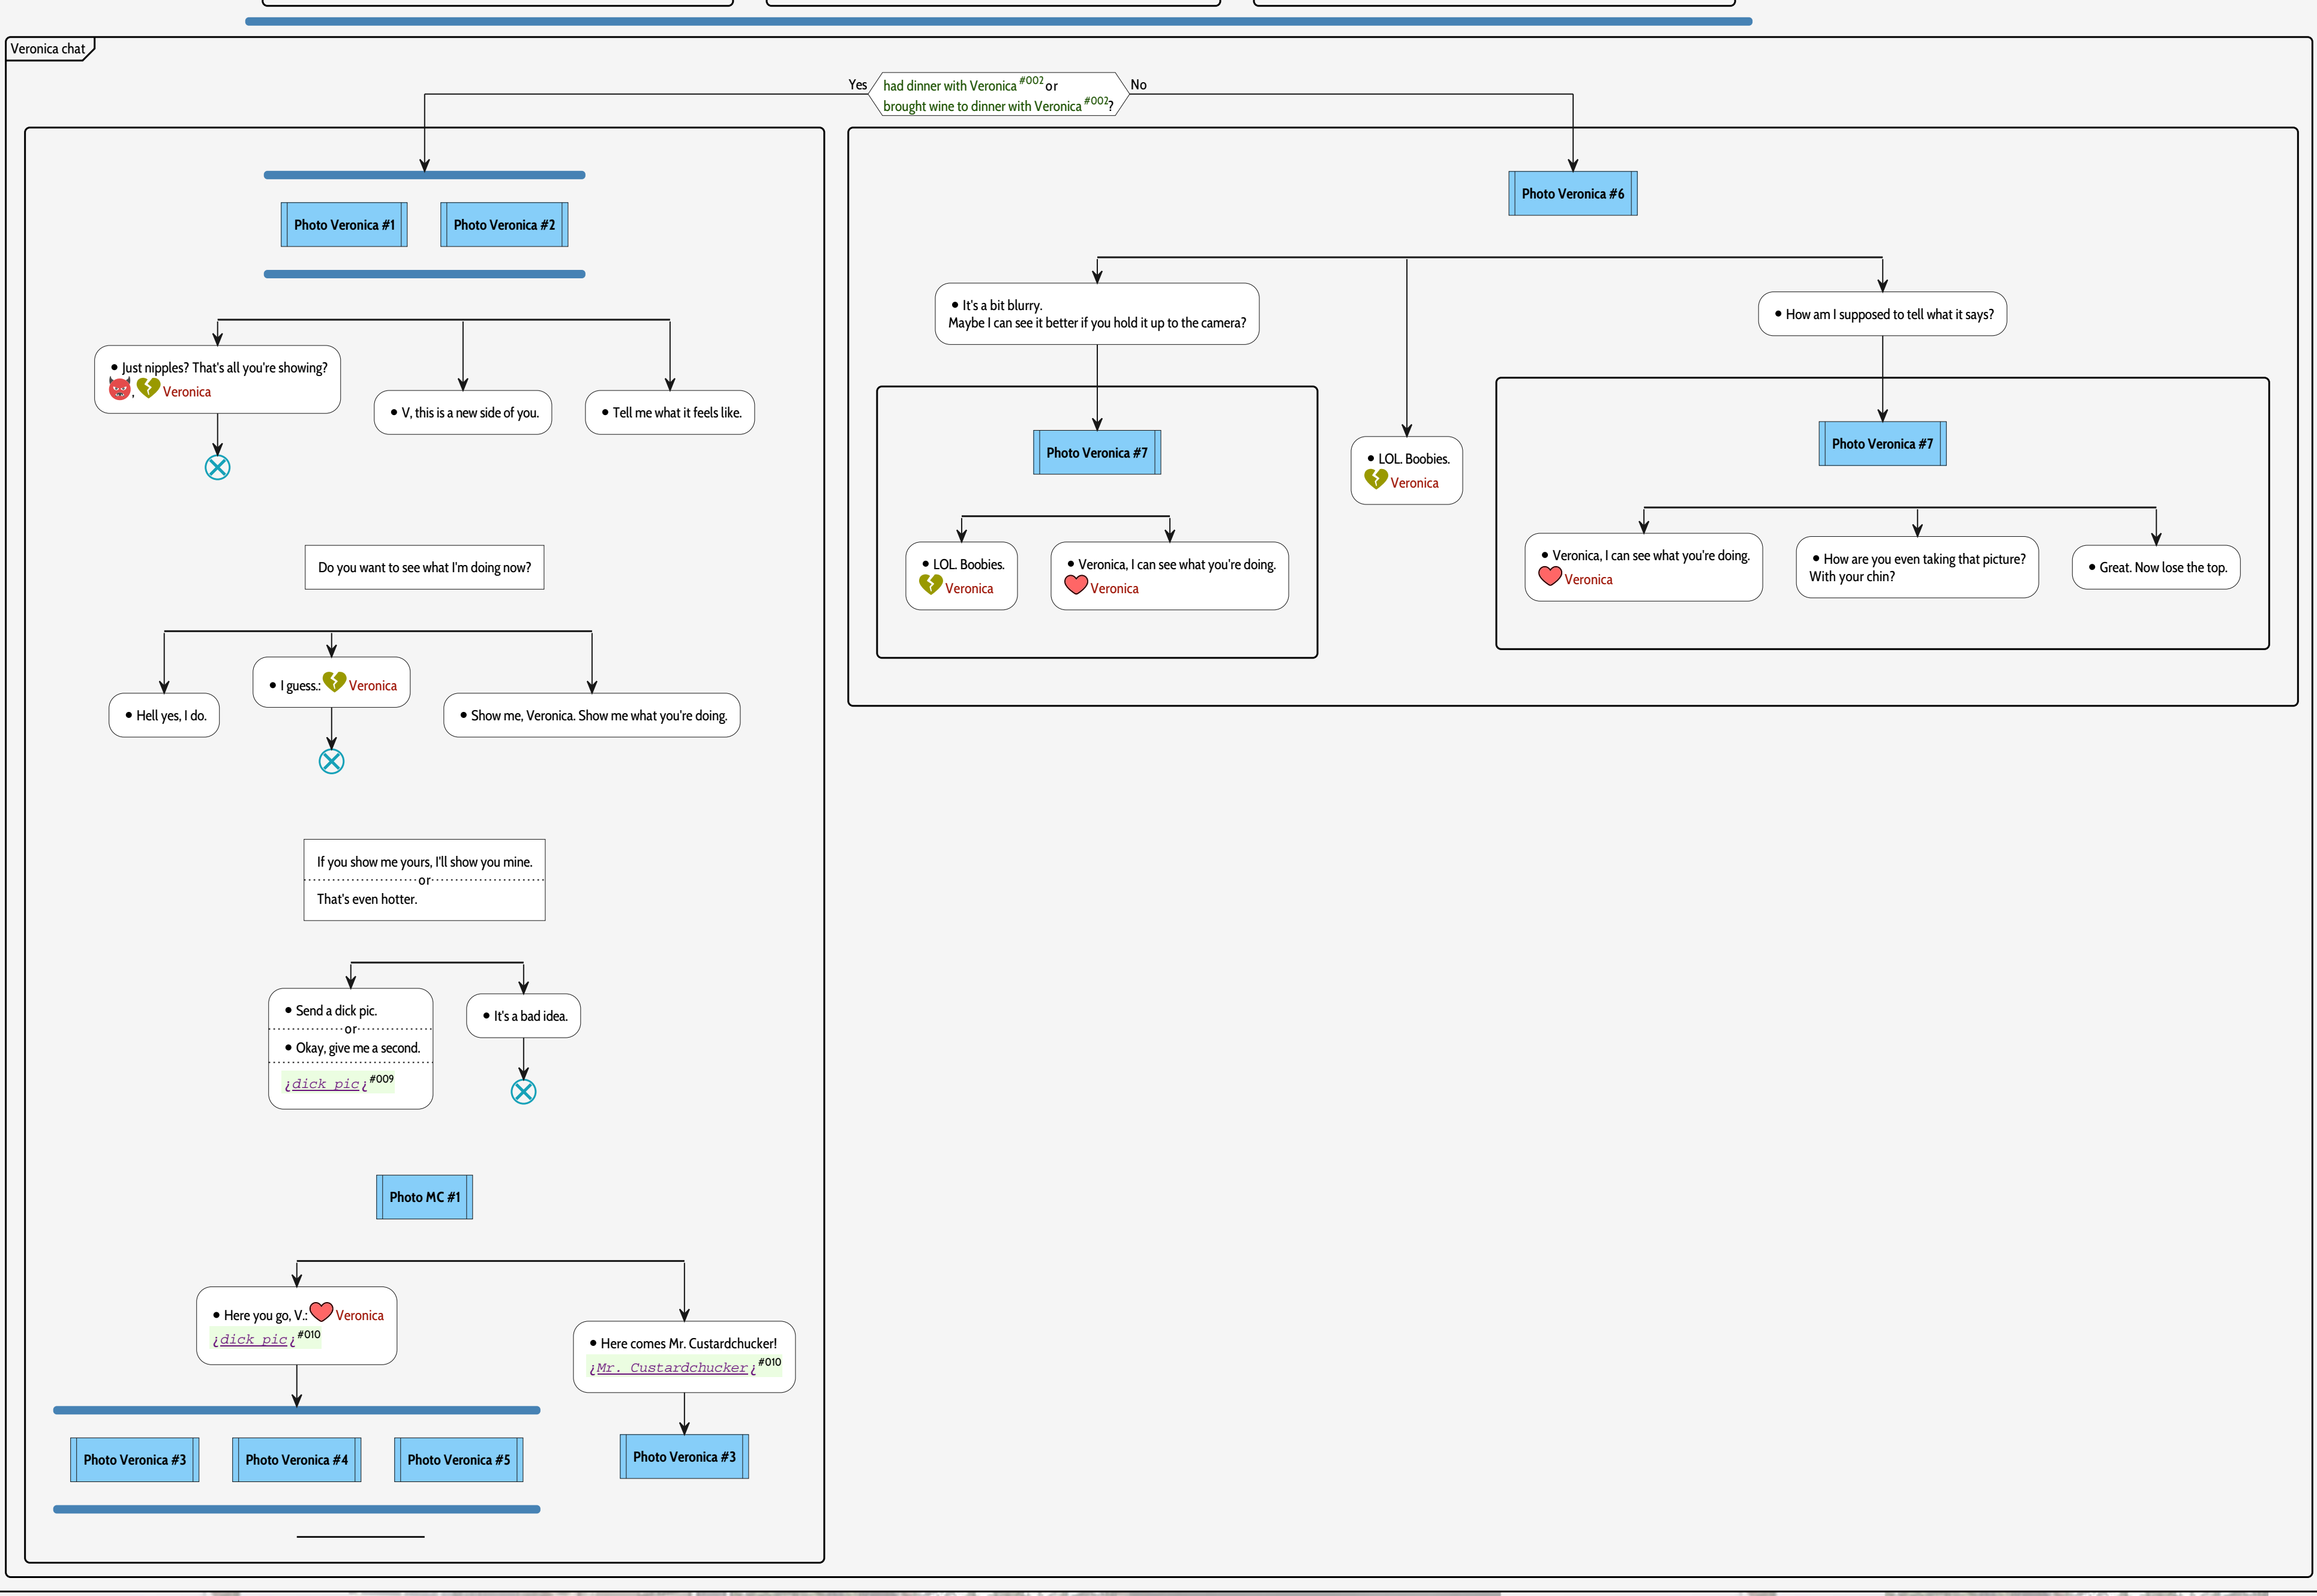 Veronica chat
Yes
had dinner with Veronica #002 or
brought wine to dinner with Veronica #002?
No
Photo Veronica #1
Photo Veronica #2
• Just nipples? That's all you're showing?
, Veronica
• V, this is a new side of you.
• Tell me what it feels like.
Do you want to see what I'm doing now?
• Hell yes, I do.
• I guess.: Veronica
• Show me, Veronica. Show me what you're doing.
If you show me yours, I'll show you mine.
or
That's even hotter.
• Send a dick pic.
or
• Okay, give me a second.
¿dick pic¿ #009
• It's a bad idea.
Photo MC #1
• Here you go, V.: Veronica
¿dick pic¿ #010
• Here comes Mr. Custardchucker!
¿Mr. Custardchucker¿ #010
Photo Veronica #3
Photo Veronica #4
Photo Veronica #5
Photo Veronica #3
Photo Veronica #6
• It's a bit blurry.
Maybe I can see it better if you hold it up to the camera?
Photo Veronica #7
• LOL. Boobies.
Veronica
• Veronica, I can see what you're doing.
Veronica
• LOL. Boobies.
Veronica
• How am I supposed to tell what it says?
Photo Veronica #7
• Veronica, I can see what you're doing.
Veronica
• How are you even taking that picture?
With your chin?
• Great. Now lose the top.